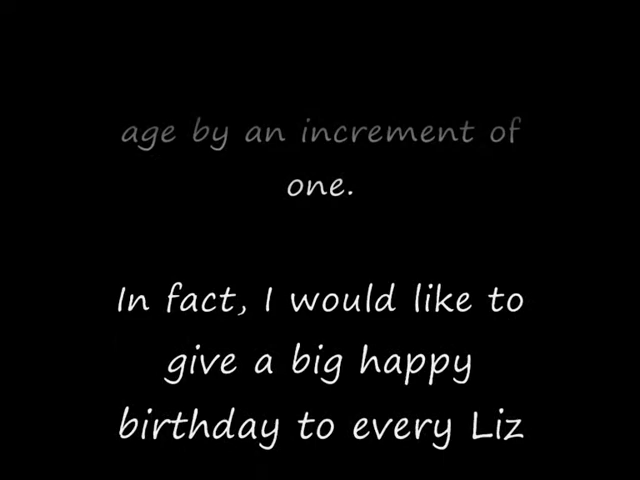 age by an increment of
one.
In fact, I would like to
give a big happy
birthday to every Liz